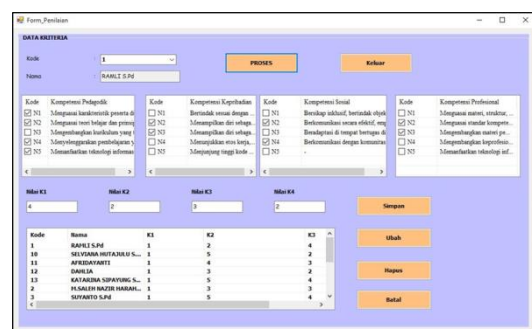 Form_Penilaian
DATA KRITERIA
Kode : 1
PROSES
Keluar
Nama : RAMLI S.Pd
Kode Kompetensi Pedagodik
N1 Menguasai karakteristik peserta di
N2 Menguasai teori belajar dan prinsip
N3 Mengembangkan kurikulum yang t
N4 Menyelenggarakan pembelajaran y
N5 Memanfaatkan teknologi informas
Kode Kompetensi Kepribadian
N1 Bertindak sesuai dengan ...
N2 Menampilkan diri sebaga...
N3 Menampilkan diri sebaga...
N4 Menunjukkan etos kerja,...
N5 Menjunjung tinggi kode ...
Kode Kompetensi Sosial
N1 Bersikap inklusif, bertindak objek
N2 Berkomunikasi secara efektif, emp
N3 Beradaptasi di tempat bertugas di
N4 Berkomunikasi dengan komunitas
N5 -
Kode Kompetensi Profesional
N1 Menguasai materi, struktur, ...
N2 Menguasai standar kompete...
N3 Mengembangkan materi pe...
N4 Mengembangkan keprofesio...
N5 Memanfaatkan teknologi inf...
Nilai K1 Nilai K2 Nilai K3 Nilai K4
4 2 3 2
Simpan
Kode Nama K1 K2 K3
1 RAMLI S.Pd 1 2 4
10 SELVIANA HUTAJULU S... 1 5 2
11 AFRIDAYANTI 1 4 3
12 DAHLIA 1 3 2
13 KATARINA SIPAYUNG S... 1 5 4
2 M.SALEH NAZIR HARAH... 1 3 3
3 SUYANTO S.Pd 1 5 4
Ubah
Hapus
Batal